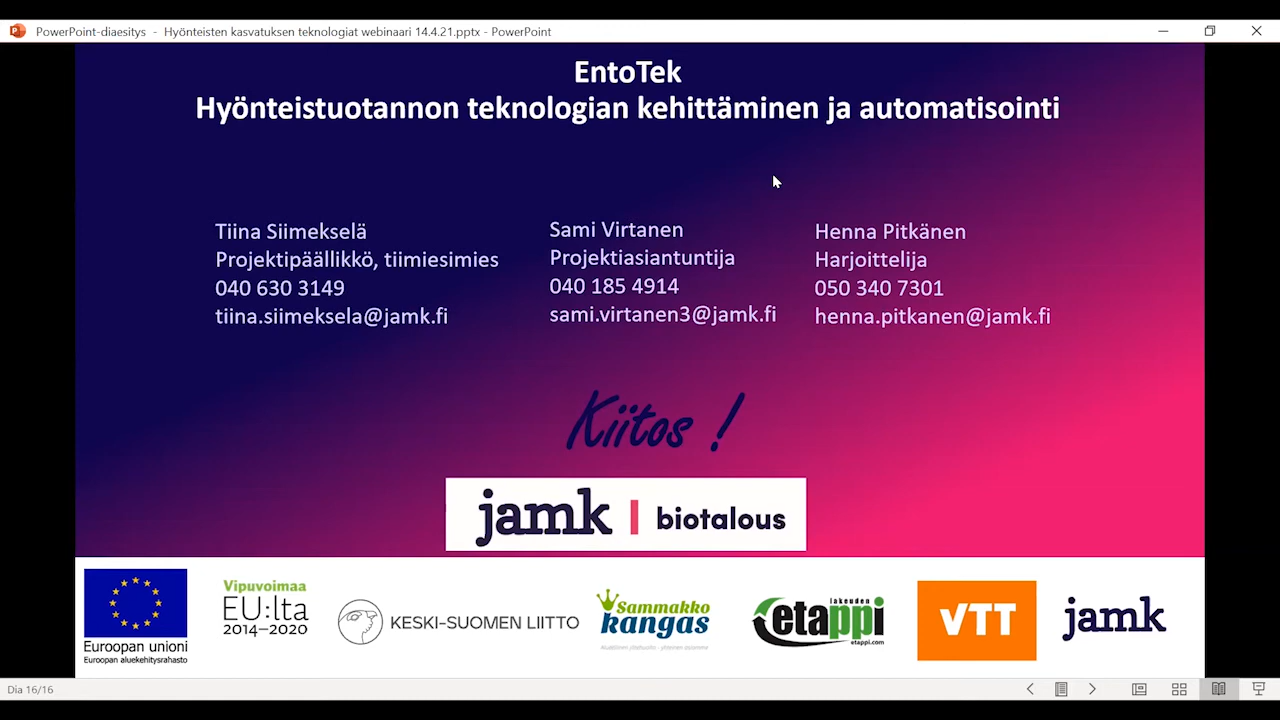 PowerPoint-diaesitys - Hyönteisten kasvatuksen teknologiat webinaari 14.4.21.pptx - PowerPoint
EntoTek
Hyönteistuotannon teknologian kehittäminen ja automatisointi
Tiina Siimekselä
Projektipäällikkö, tiimiesimies
040 630 3149
tiina.siimeksela@jamk.fi
Sami Virtanen
Projektiasiantuntija
040 185 4914
sami.virtanen3@jamk.fi
Henna Pitkänen
Harjoittelija
050 340 7301
henna.pitkanen@jamk.fi
Kiitos !
jamk | biotalous
Euroopan unioni
Euroopan aluekehitysrahasto
Vipuvoimaa
EU:lta
2014–2020
KESKI-SUOMEN LIITTO
Sammakko
kangas
lakeuden
etappi
etappi.com
VTT
jamk
Dia 16/16